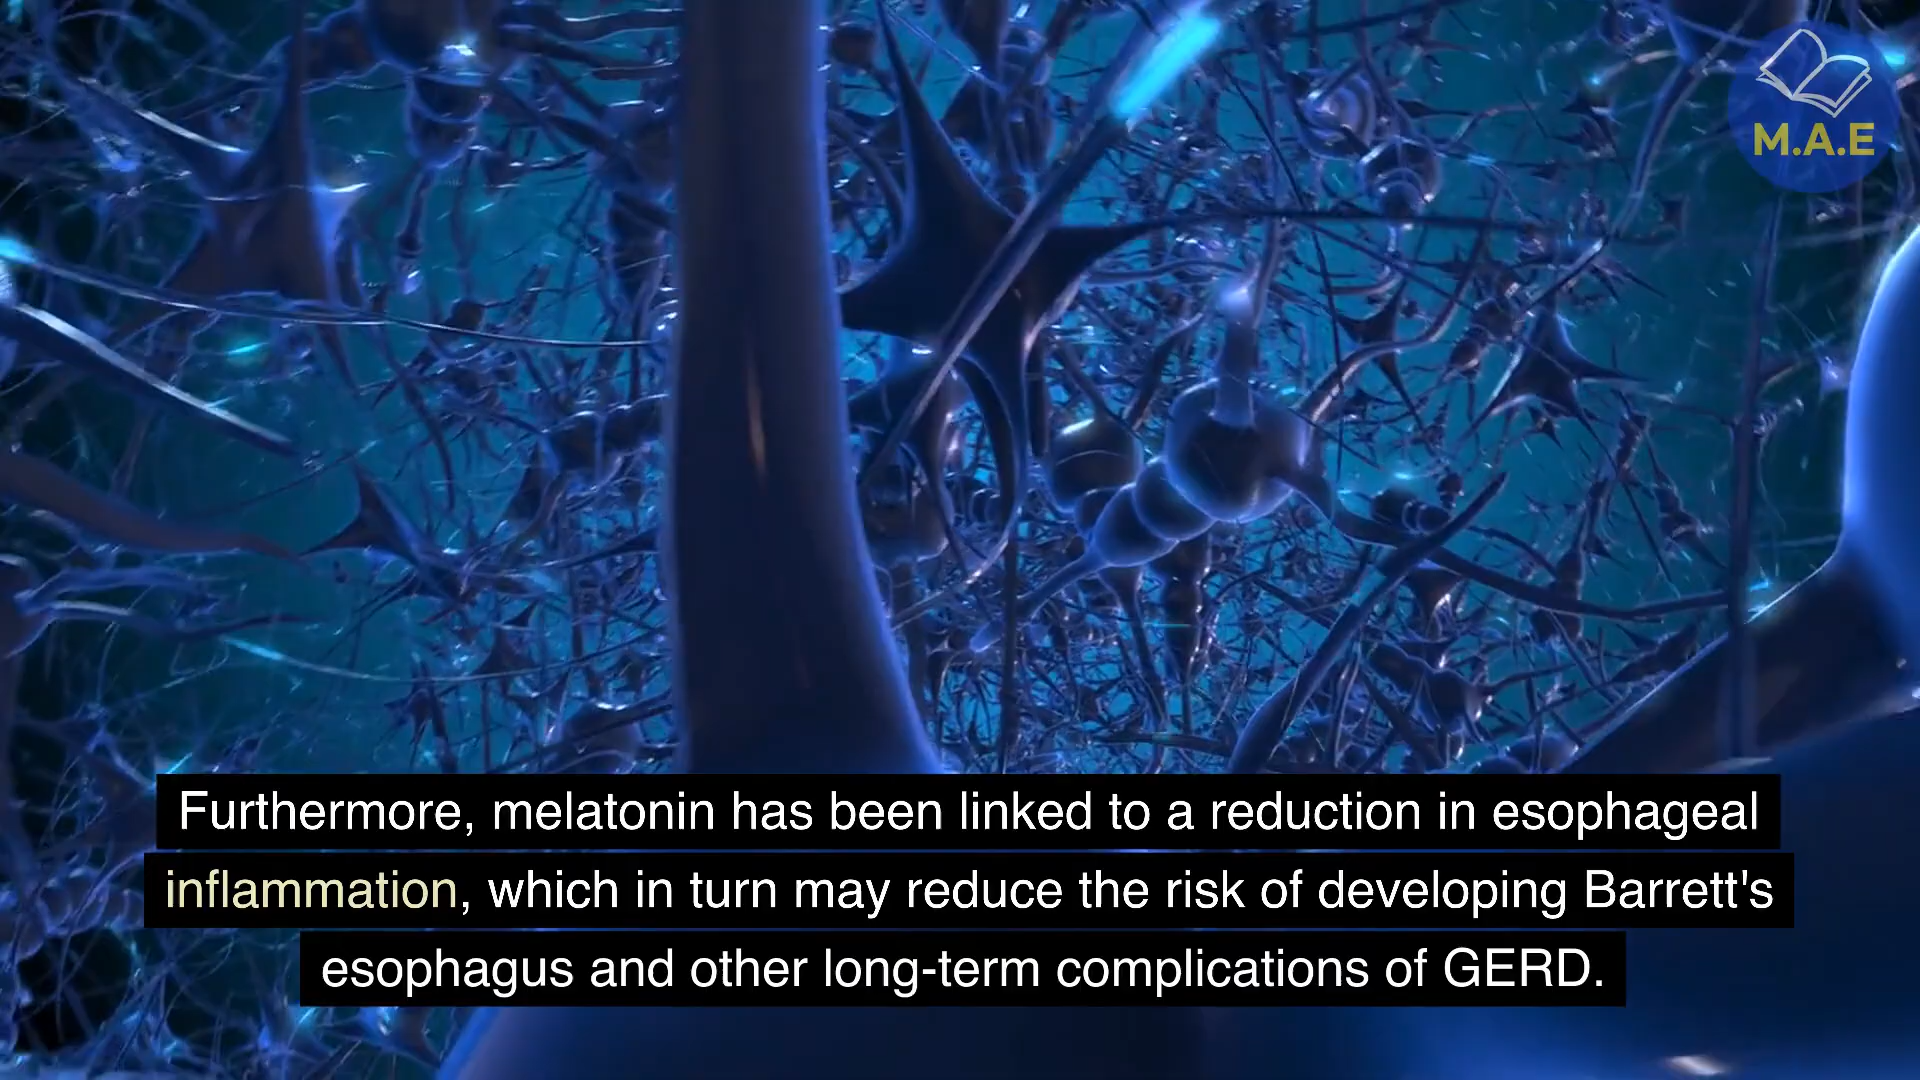 M.A.E
Furthermore, melatonin has been linked to a reduction in esophageal
inflammation, which in turn may reduce the risk of developing Barrett's
esophagus and other long-term complications of GERD.